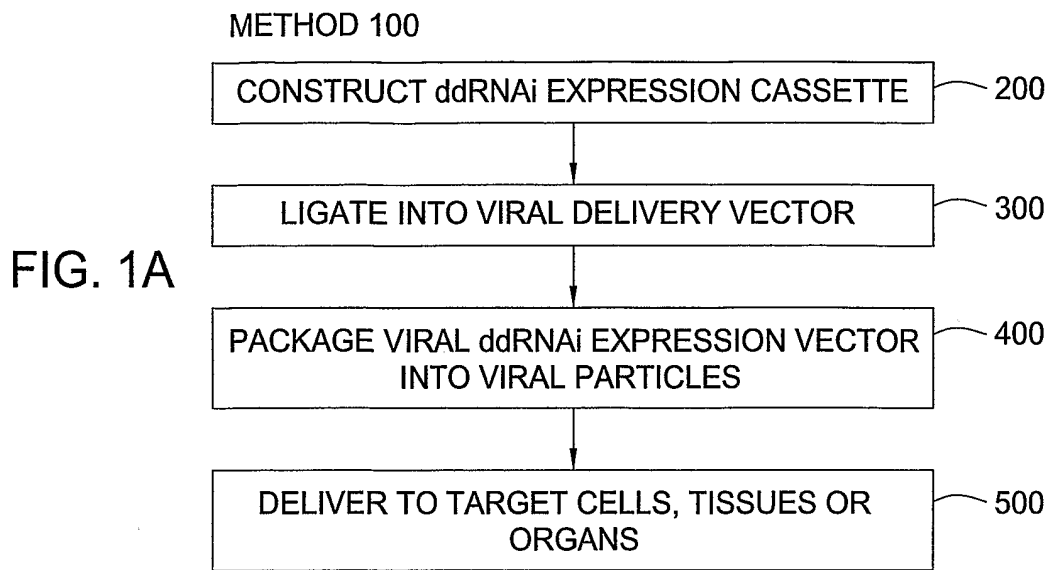 METHOD 100
CONSTRUCT ddRNAi EXPRESSION CASSETTE
200
LIGATE INTO VIRAL DELIVERY VECTOR
300
FIG. 1A
PACKAGE VIRAL ddRNAi EXPRESSION VECTOR
INTO VIRAL PARTICLES
400
DELIVER TO TARGET CELLS, TISSUES OR
ORGANS
500